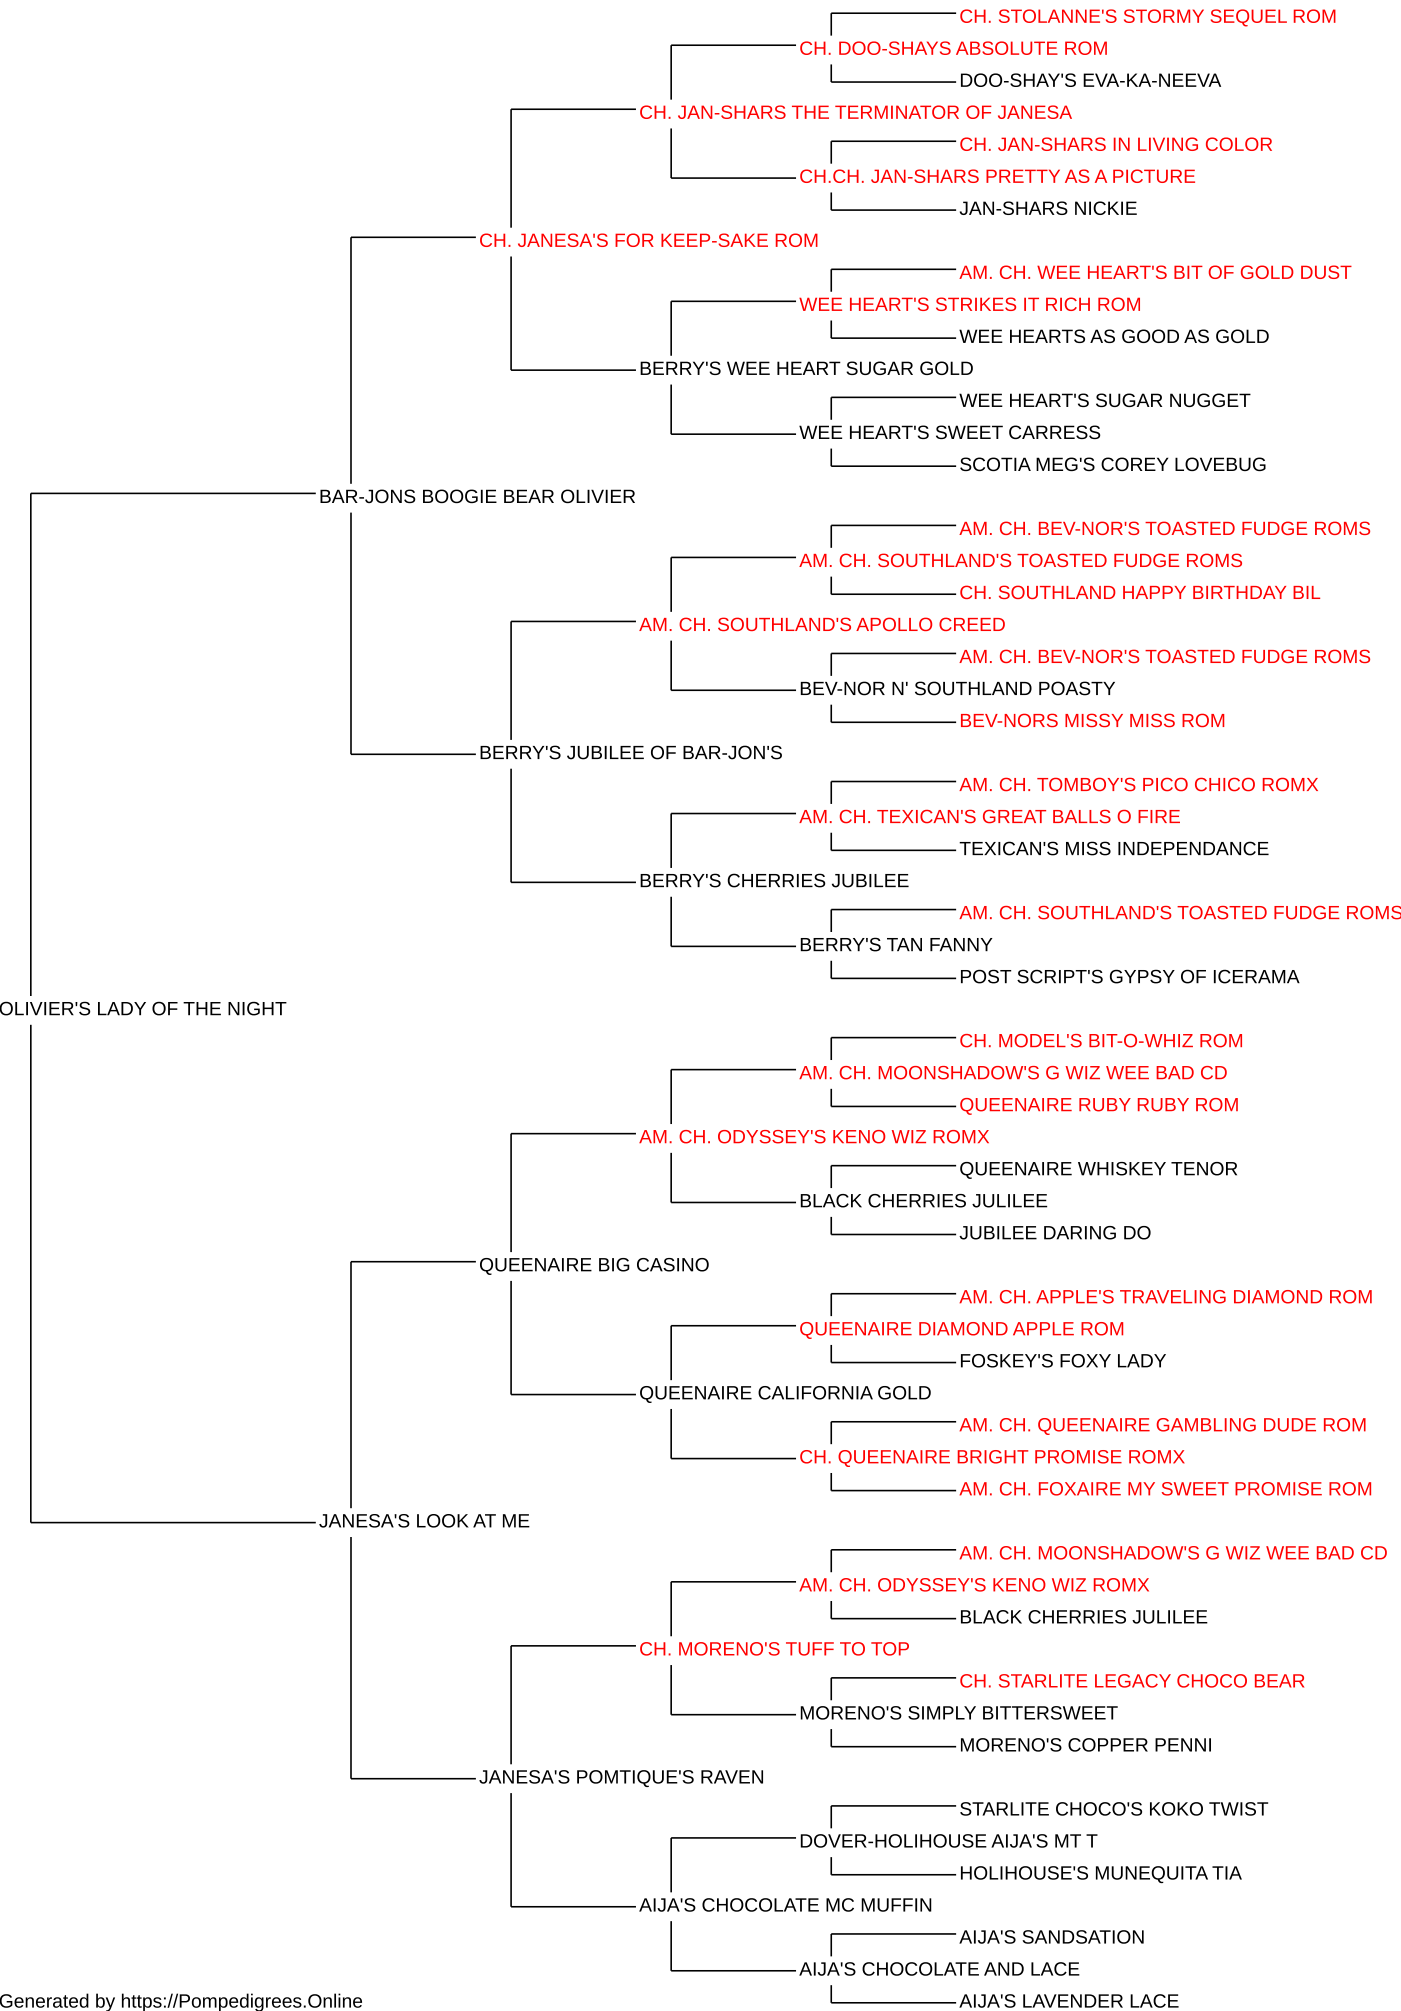 CH. STOLANNE'S STORMY SEQUEL ROM
CH. DOO-SHAYS ABSOLUTE ROM
DOO-SHAY'S EVA-KA-NEEVA
CH. JAN-SHARS THE TERMINATOR OF JANESA
CH. JAN-SHARS IN LIVING COLOR
CH.CH. JAN-SHARS PRETTY AS A PICTURE
JAN-SHARS NICKIE
CH. JANESA'S FOR KEEP-SAKE ROM
AM. CH. WEE HEART'S BIT OF GOLD DUST
WEE HEART'S STRIKES IT RICH ROM
WEE HEARTS AS GOOD AS GOLD
BERRY'S WEE HEART SUGAR GOLD
WEE HEART'S SUGAR NUGGET
WEE HEART'S SWEET CARRESS
SCOTIA MEG'S COREY LOVEBUG
BAR-JONS BOOGIE BEAR OLIVIER
AM. CH. BEV-NOR'S TOASTED FUDGE ROMS
AM. CH. SOUTHLAND'S TOASTED FUDGE ROMS
CH. SOUTHLAND HAPPY BIRTHDAY BIL
AM. CH. SOUTHLAND'S APOLLO CREED
AM. CH. BEV-NOR'S TOASTED FUDGE ROMS
BEV-NOR N' SOUTHLAND POASTY
BEV-NORS MISSY MISS ROM
BERRY'S JUBILEE OF BAR-JON'S
AM. CH. TOMBOY'S PICO CHICO ROMX
AM. CH. TEXICAN'S GREAT BALLS O FIRE
TEXICAN'S MISS INDEPENDANCE
BERRY'S CHERRIES JUBILEE
AM. CH. SOUTHLAND'S TOASTED FUDGE ROMS
BERRY'S TAN FANNY
POST SCRIPT'S GYPSY OF ICERAMA
OLIVIER'S LADY OF THE NIGHT
CH. MODEL'S BIT-O-WHIZ ROM
AM. CH. MOONSHADOW'S G WIZ WEE BAD CD
QUEENAIRE RUBY RUBY ROM
AM. CH. ODYSSEY'S KENO WIZ ROMX
QUEENAIRE WHISKEY TENOR
BLACK CHERRIES JULILEE
JUBILEE DARING DO
QUEENAIRE BIG CASINO
AM. CH. APPLE'S TRAVELING DIAMOND ROM
QUEENAIRE DIAMOND APPLE ROM
FOSKEY'S FOXY LADY
QUEENAIRE CALIFORNIA GOLD
AM. CH. QUEENAIRE GAMBLING DUDE ROM
CH. QUEENAIRE BRIGHT PROMISE ROMX
AM. CH. FOXAIRE MY SWEET PROMISE ROM
JANESA'S LOOK AT ME
AM. CH. MOONSHADOW'S G WIZ WEE BAD CD
AM. CH. ODYSSEY'S KENO WIZ ROMX
BLACK CHERRIES JULILEE
CH. MORENO'S TUFF TO TOP
CH. STARLITE LEGACY CHOCO BEAR
MORENO'S SIMPLY BITTERSWEET
MORENO'S COPPER PENNI
JANESA'S POMTIQUE'S RAVEN
STARLITE CHOCO'S KOKO TWIST
DOVER-HOLIHOUSE AIJA'S MT T
HOLIHOUSE'S MUNEQUITA TIA
AIJA'S CHOCOLATE MC MUFFIN
AIJA'S SANDSATION
AIJA'S CHOCOLATE AND LACE
AIJA'S LAVENDER LACE
Generated by https://Pompedigrees.Online